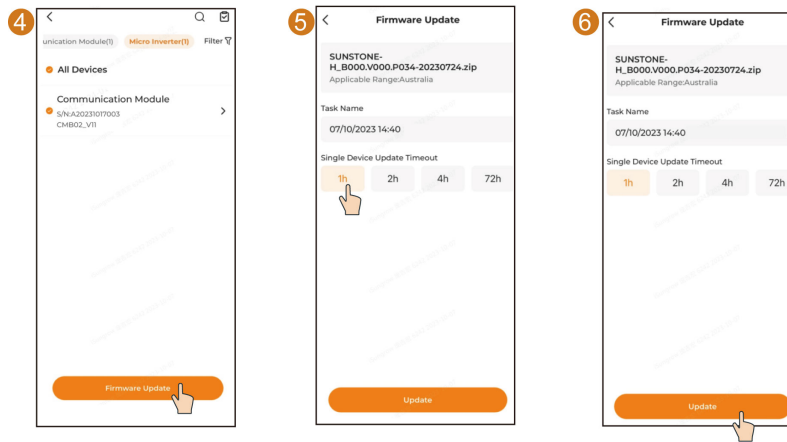 4
unication Module(1) Micro Inverter(1) Filter
All Devices
Communication Module
S/N:A20231017003
CMB02_V11
Firmware Update
5
Firmware Update
SUNSTONE-
H_B000.V000.P034-20230724.zip
Applicable Range:Australia
Task Name
07/10/2023 14:40
Single Device Update Timeout
1h 2h 4h 72h
Update
6
Firmware Update
SUNSTONE-
H_B000.V000.P034-20230724.zip
Applicable Range:Australia
Task Name
07/10/2023 14:40
Single Device Update Timeout
1h 2h 4h 72h
Update